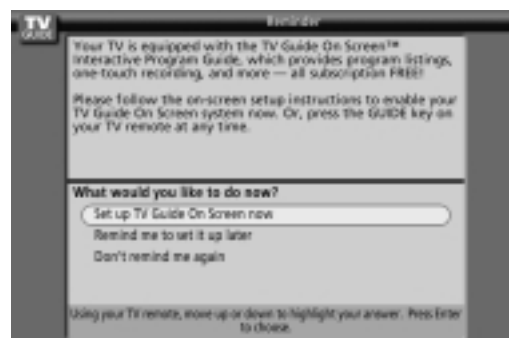 TV
GUIDE
Reminder
Your TV is equipped with the TV Guide On Screen™
Interactive Program Guide, which provides program listings,
one-touch recording, and more — all subscription FREE!
Please follow the on-screen setup instructions to enable your
TV Guide On Screen system now. Or, press the GUIDE key on
your TV remote at any time.
What would you like to do now?
Set up TV Guide On Screen now
Remind me to set it up later
Don't remind me again
Using your TV remote, move up or down to highlight your answer. Press Enter
to choose.